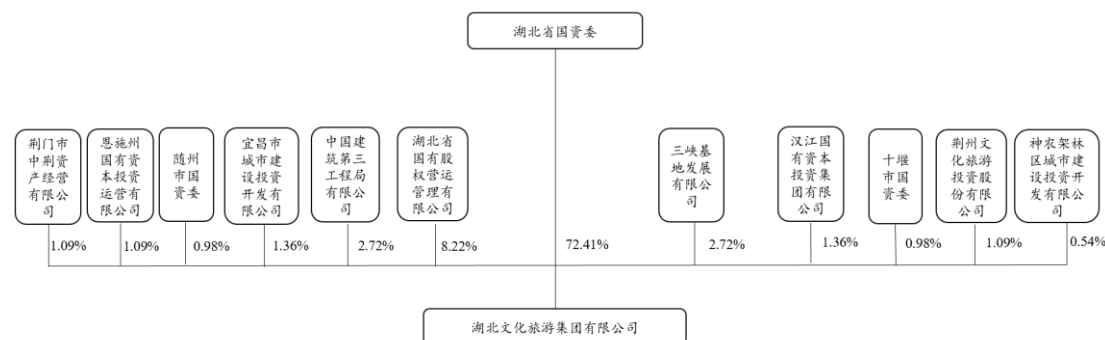 湖北省国资委
荆门市
中荆资
产经营
有限公
司
恩施州
国有资
本投资
运营有
限公司
随州
市国
资委
宜昌市
城市建
设投资
开发有
限公司
中国建
筑第三
工程局
有限公
司
湖北省
国有股
权营运
管理有
限公司
三峡基
地发展
有限公
司
汉江国
有资本
投资集
团有限
公司
十堰
市国
资委
荆州文
化旅游
投资股
份有限
公司
神农架林
区城市建
设投资开
发有限公
司
1.09%
1.09%
0.98%
1.36%
2.72%
8.22%
72.41%
2.72%
1.36%
0.98%
1.09%
0.54%
湖北文化旅游集团有限公司